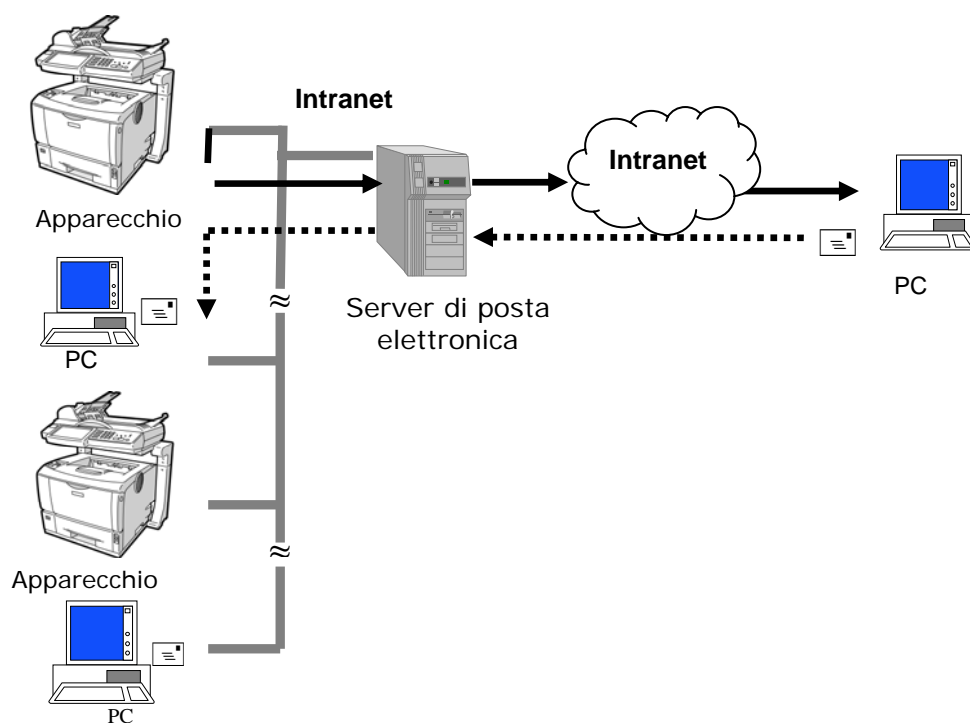 Intranet
Intranet
Apparecchio
PC
Server di posta
elettronica
PC
Apparecchio
PC